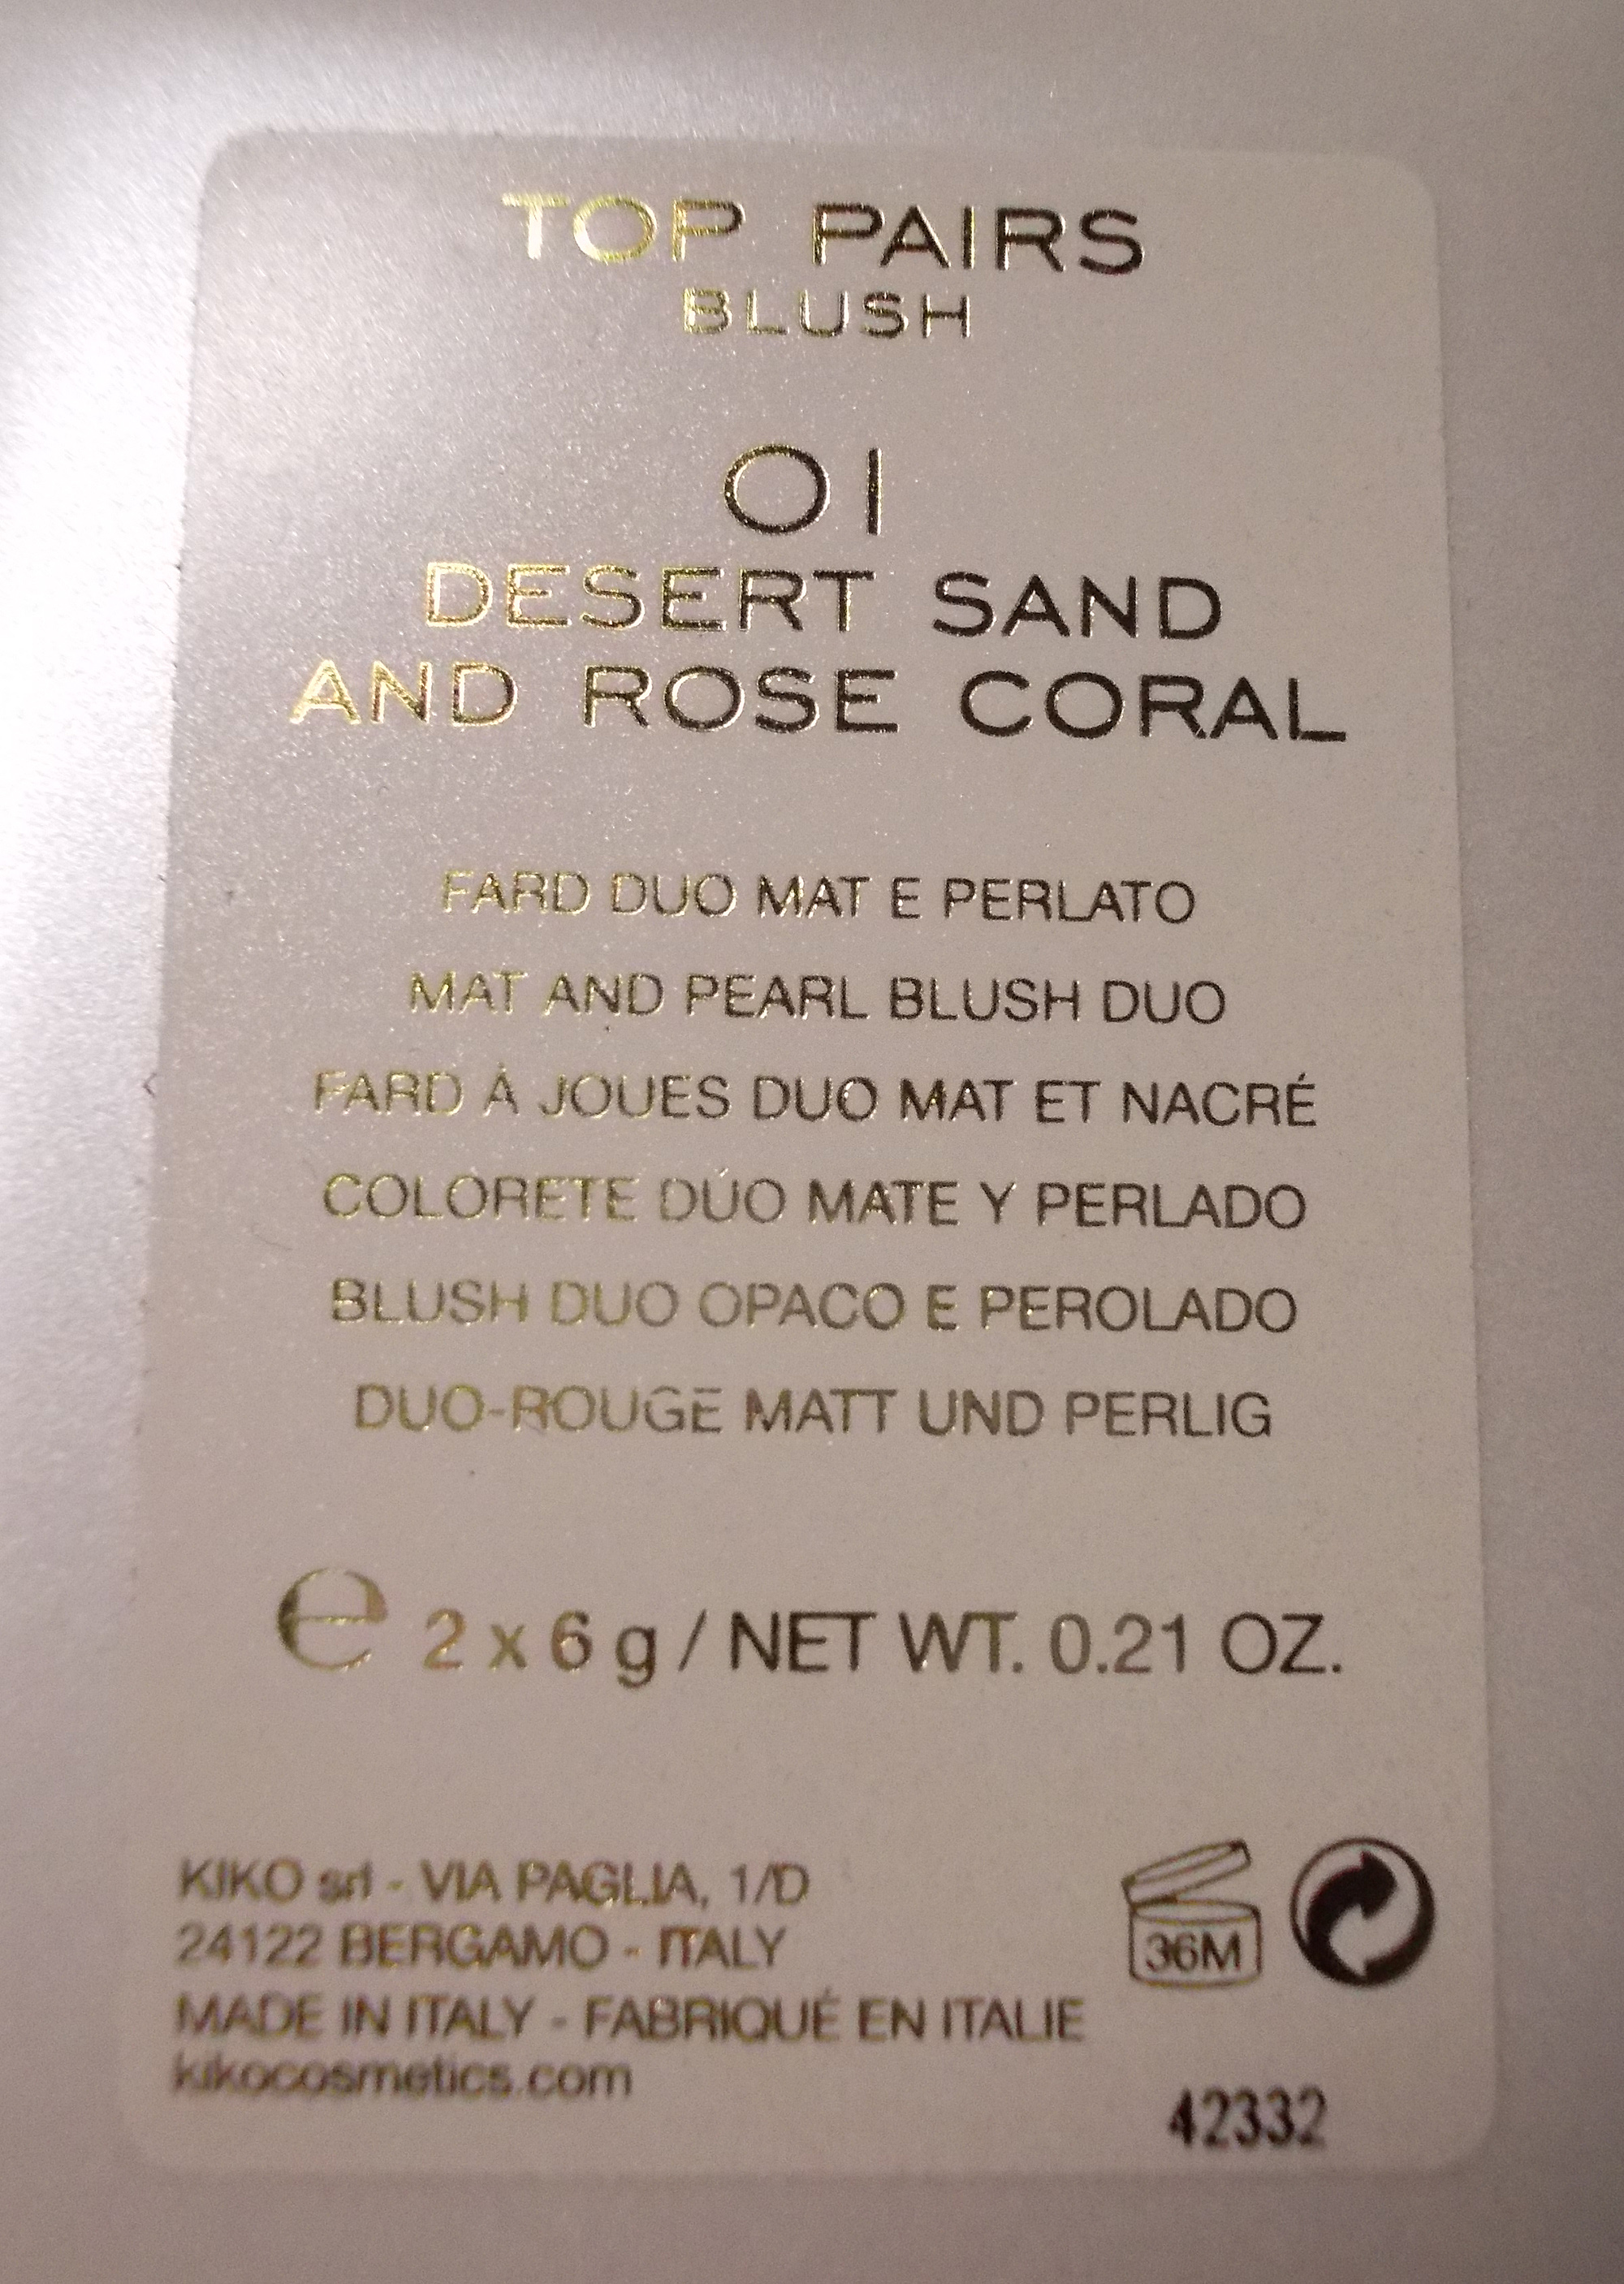 TOP PAIRS
BLUSH
01
DESERT SAND
AND ROSE CORAL
FARD DUO MAT E PERLATO
MAT AND PEARL BLUSH DUO
FARD À JOUES DUO MAT ET NACRÉ
COLORETE DÚO MATE Y PERLADO
BLUSH DUO OPACO E PEROLADO
DUO-ROUGE MATT UND PERLIG
e 2 x 6 g / NET WT. 0.21 OZ.
KIKO srl - VIA PAGLIA, 1/D
24122 BERGAMO - ITALY
MADE IN ITALY - FABRIQUÉ EN ITALIE
kikocosmetics.com
36M
42332